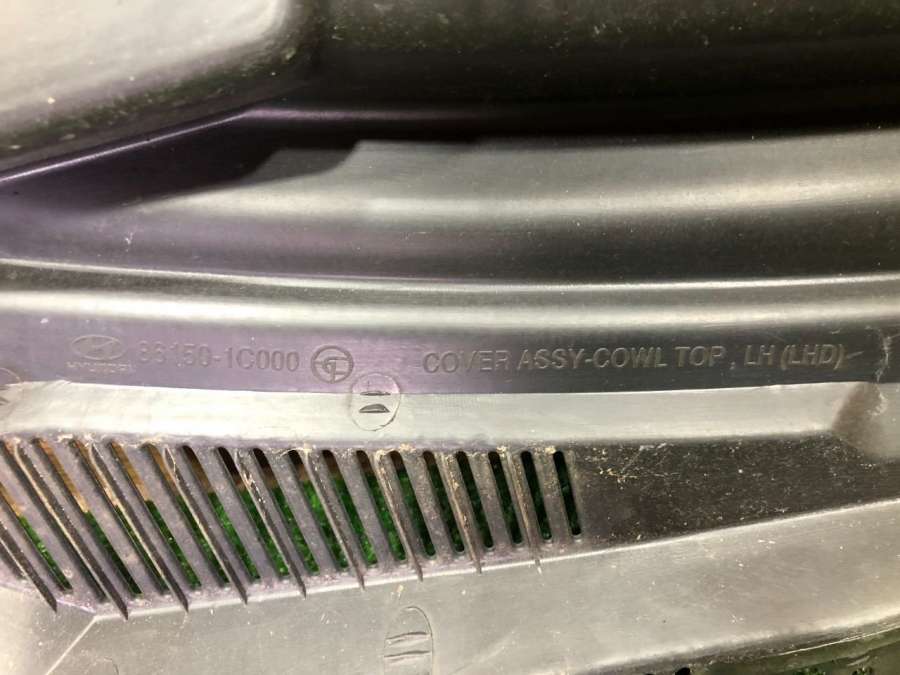 HYUNDAI 86150-1C000 COVER ASSY-COWL TOP , LH (LHD)